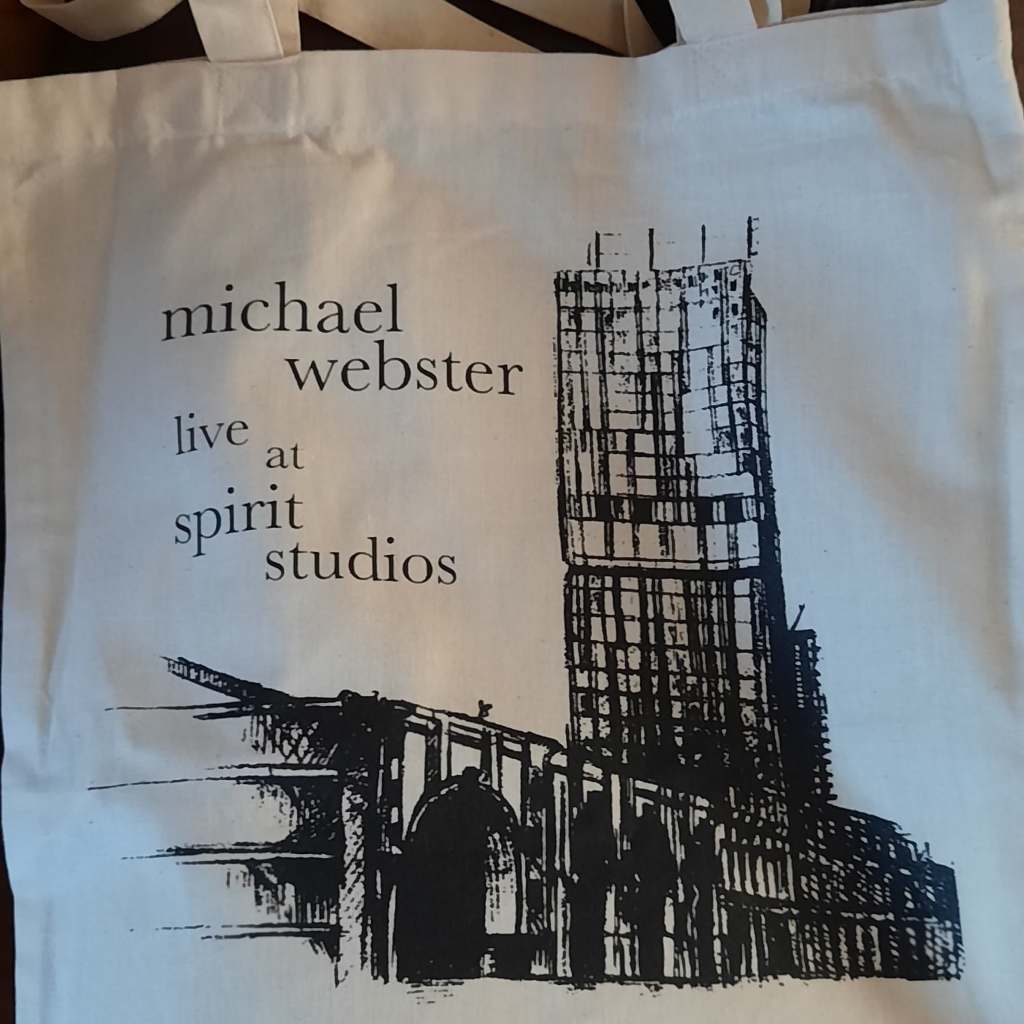 michael
webster
live
at
spirit
studios